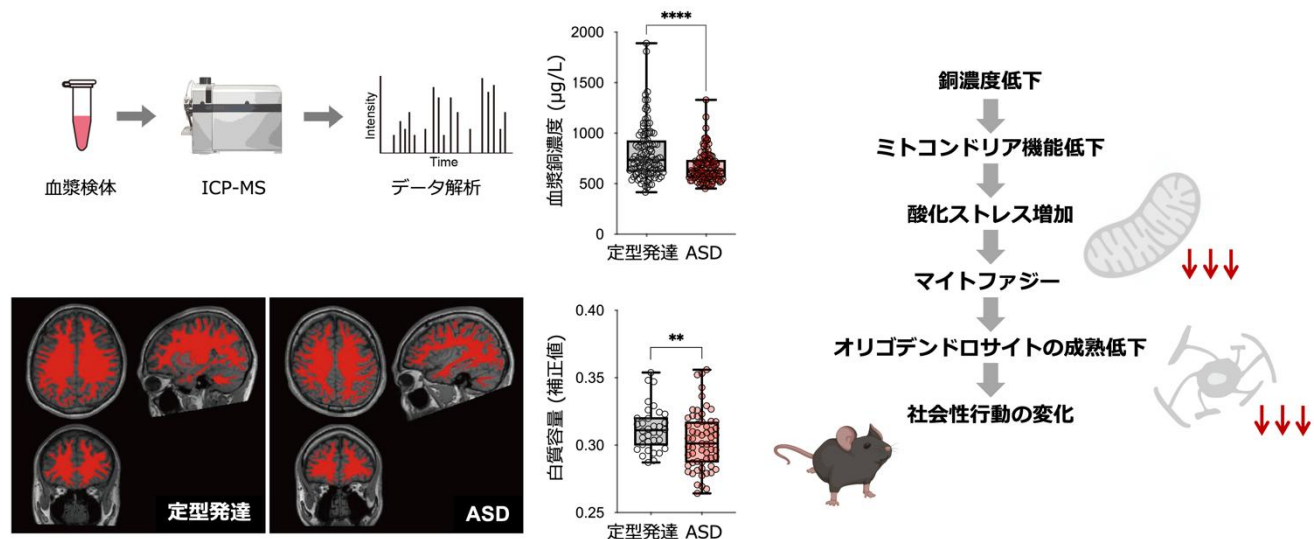 血漿検体
ICP-MS
Intensity
Time
データ解析
血漿銅濃度 (μg/L)
2000
1500
1000
500
0
****
定型発達 ASD
定型発達
ASD
白質容量 (補正値)
0.40
0.35
0.30
0.25
**
定型発達 ASD
銅濃度低下
ミトコンドリア機能低下
酸化ストレス増加
マイトファジー
オリゴデンドロサイトの成熟低下
社会性行動の変化